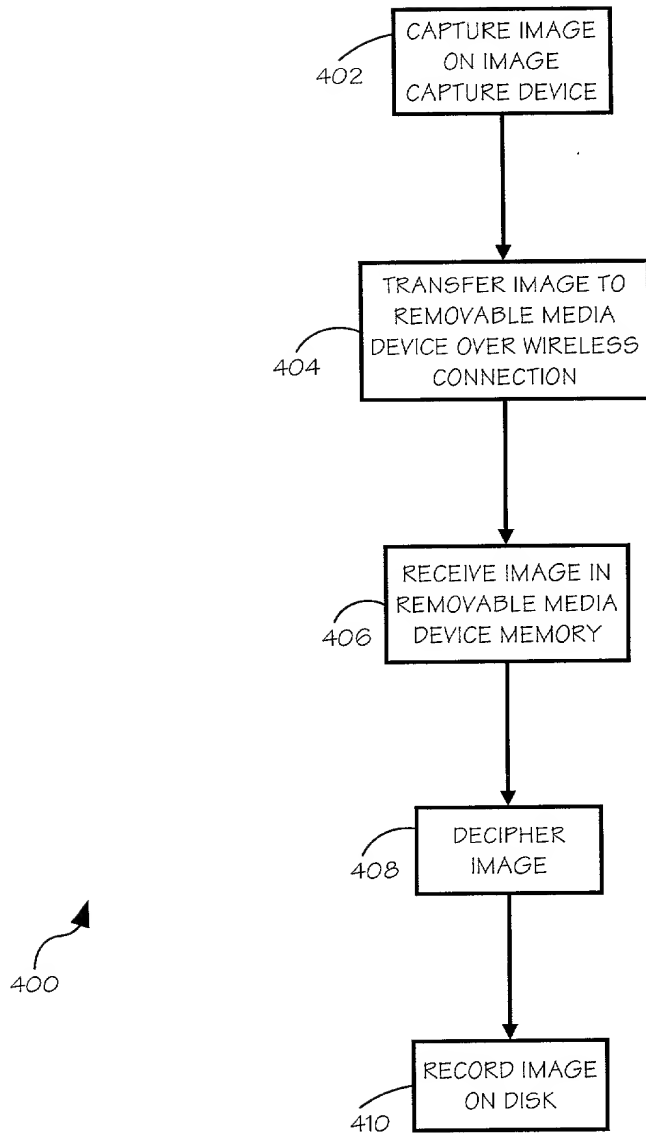 CAPTURE IMAGE
ON IMAGE
CAPTURE DEVICE
402
TRANSFER IMAGE TO
REMOVABLE MEDIA
DEVICE OVER WIRELESS
CONNECTION
404
RECEIVE IMAGE IN
REMOVABLE MEDIA
DEVICE MEMORY
406
DECIPHER
IMAGE
408
400
RECORD IMAGE
ON DISK
410